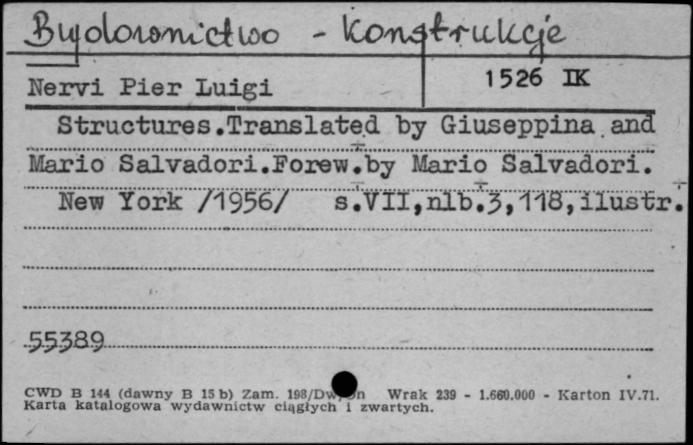 Budownictwo - Konstrukcje
Nervi Pier Luigi
1526 IK
Structures.Translated by Giuseppina and
Mario Salvadori.Forew.by Mario Salvadori.
New York /1956/ s.VII,nlb.3,118,ilustr.
55389
CWD B 144 (dawny B 15 b) Zam. 198/Dw/ Wrak 239 - 1.660.000 - Karton IV.71.
Karta katalogowa wydawnictw ciągłych i zwartych.